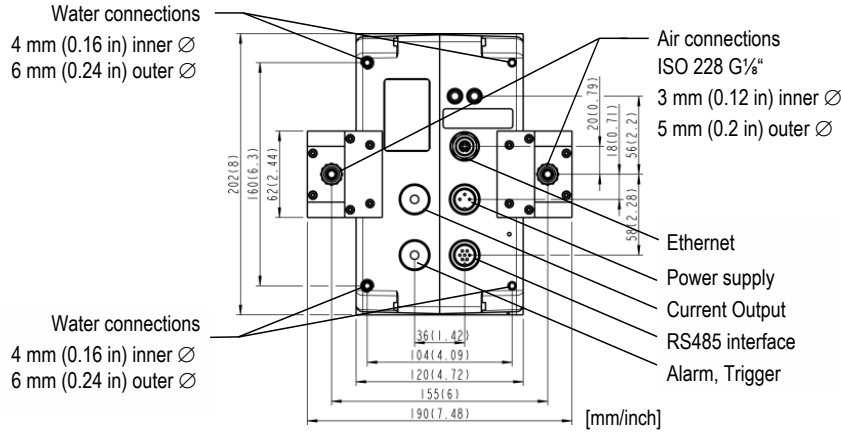 Water connections
4 mm (0.16 in) inner ∅
6 mm (0.24 in) outer ∅
Air connections
ISO 228 G⅛“
3 mm (0.12 in) inner ∅
5 mm (0.2 in) outer ∅
202(8)
160(6.3)
62(2.44)
20(0.79)
18(0.71)
56(2.2)
58(2.28)
Ethernet
Power supply
Current Output
RS485 interface
Alarm, Trigger
Water connections
4 mm (0.16 in) inner ∅
6 mm (0.24 in) outer ∅
36(1.42)
104(4.09)
120(4.72)
155(6)
190(7.48)
[mm/inch]